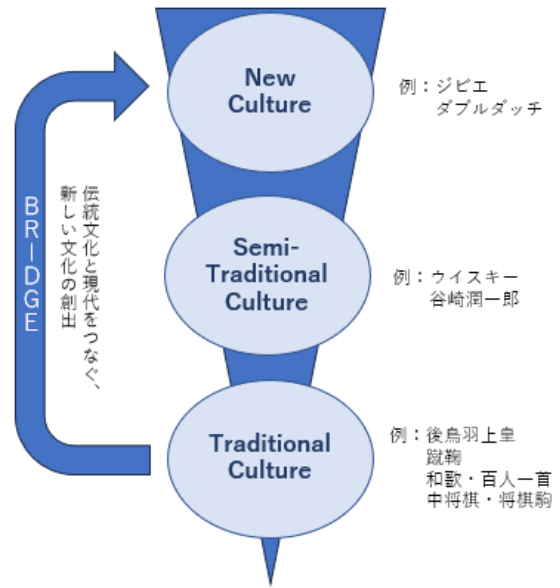 New
Culture
例：ジビエ
ダブルダッチ
BRIDGE
伝統文化と現代をつなぐ、
新しい文化の創出
Semi-
Traditional
Culture
例：ウイスキー
谷崎潤一郎
Traditional
Culture
例：後鳥羽上皇
蹴鞠
和歌・百人一首
中将棋・将棋駒